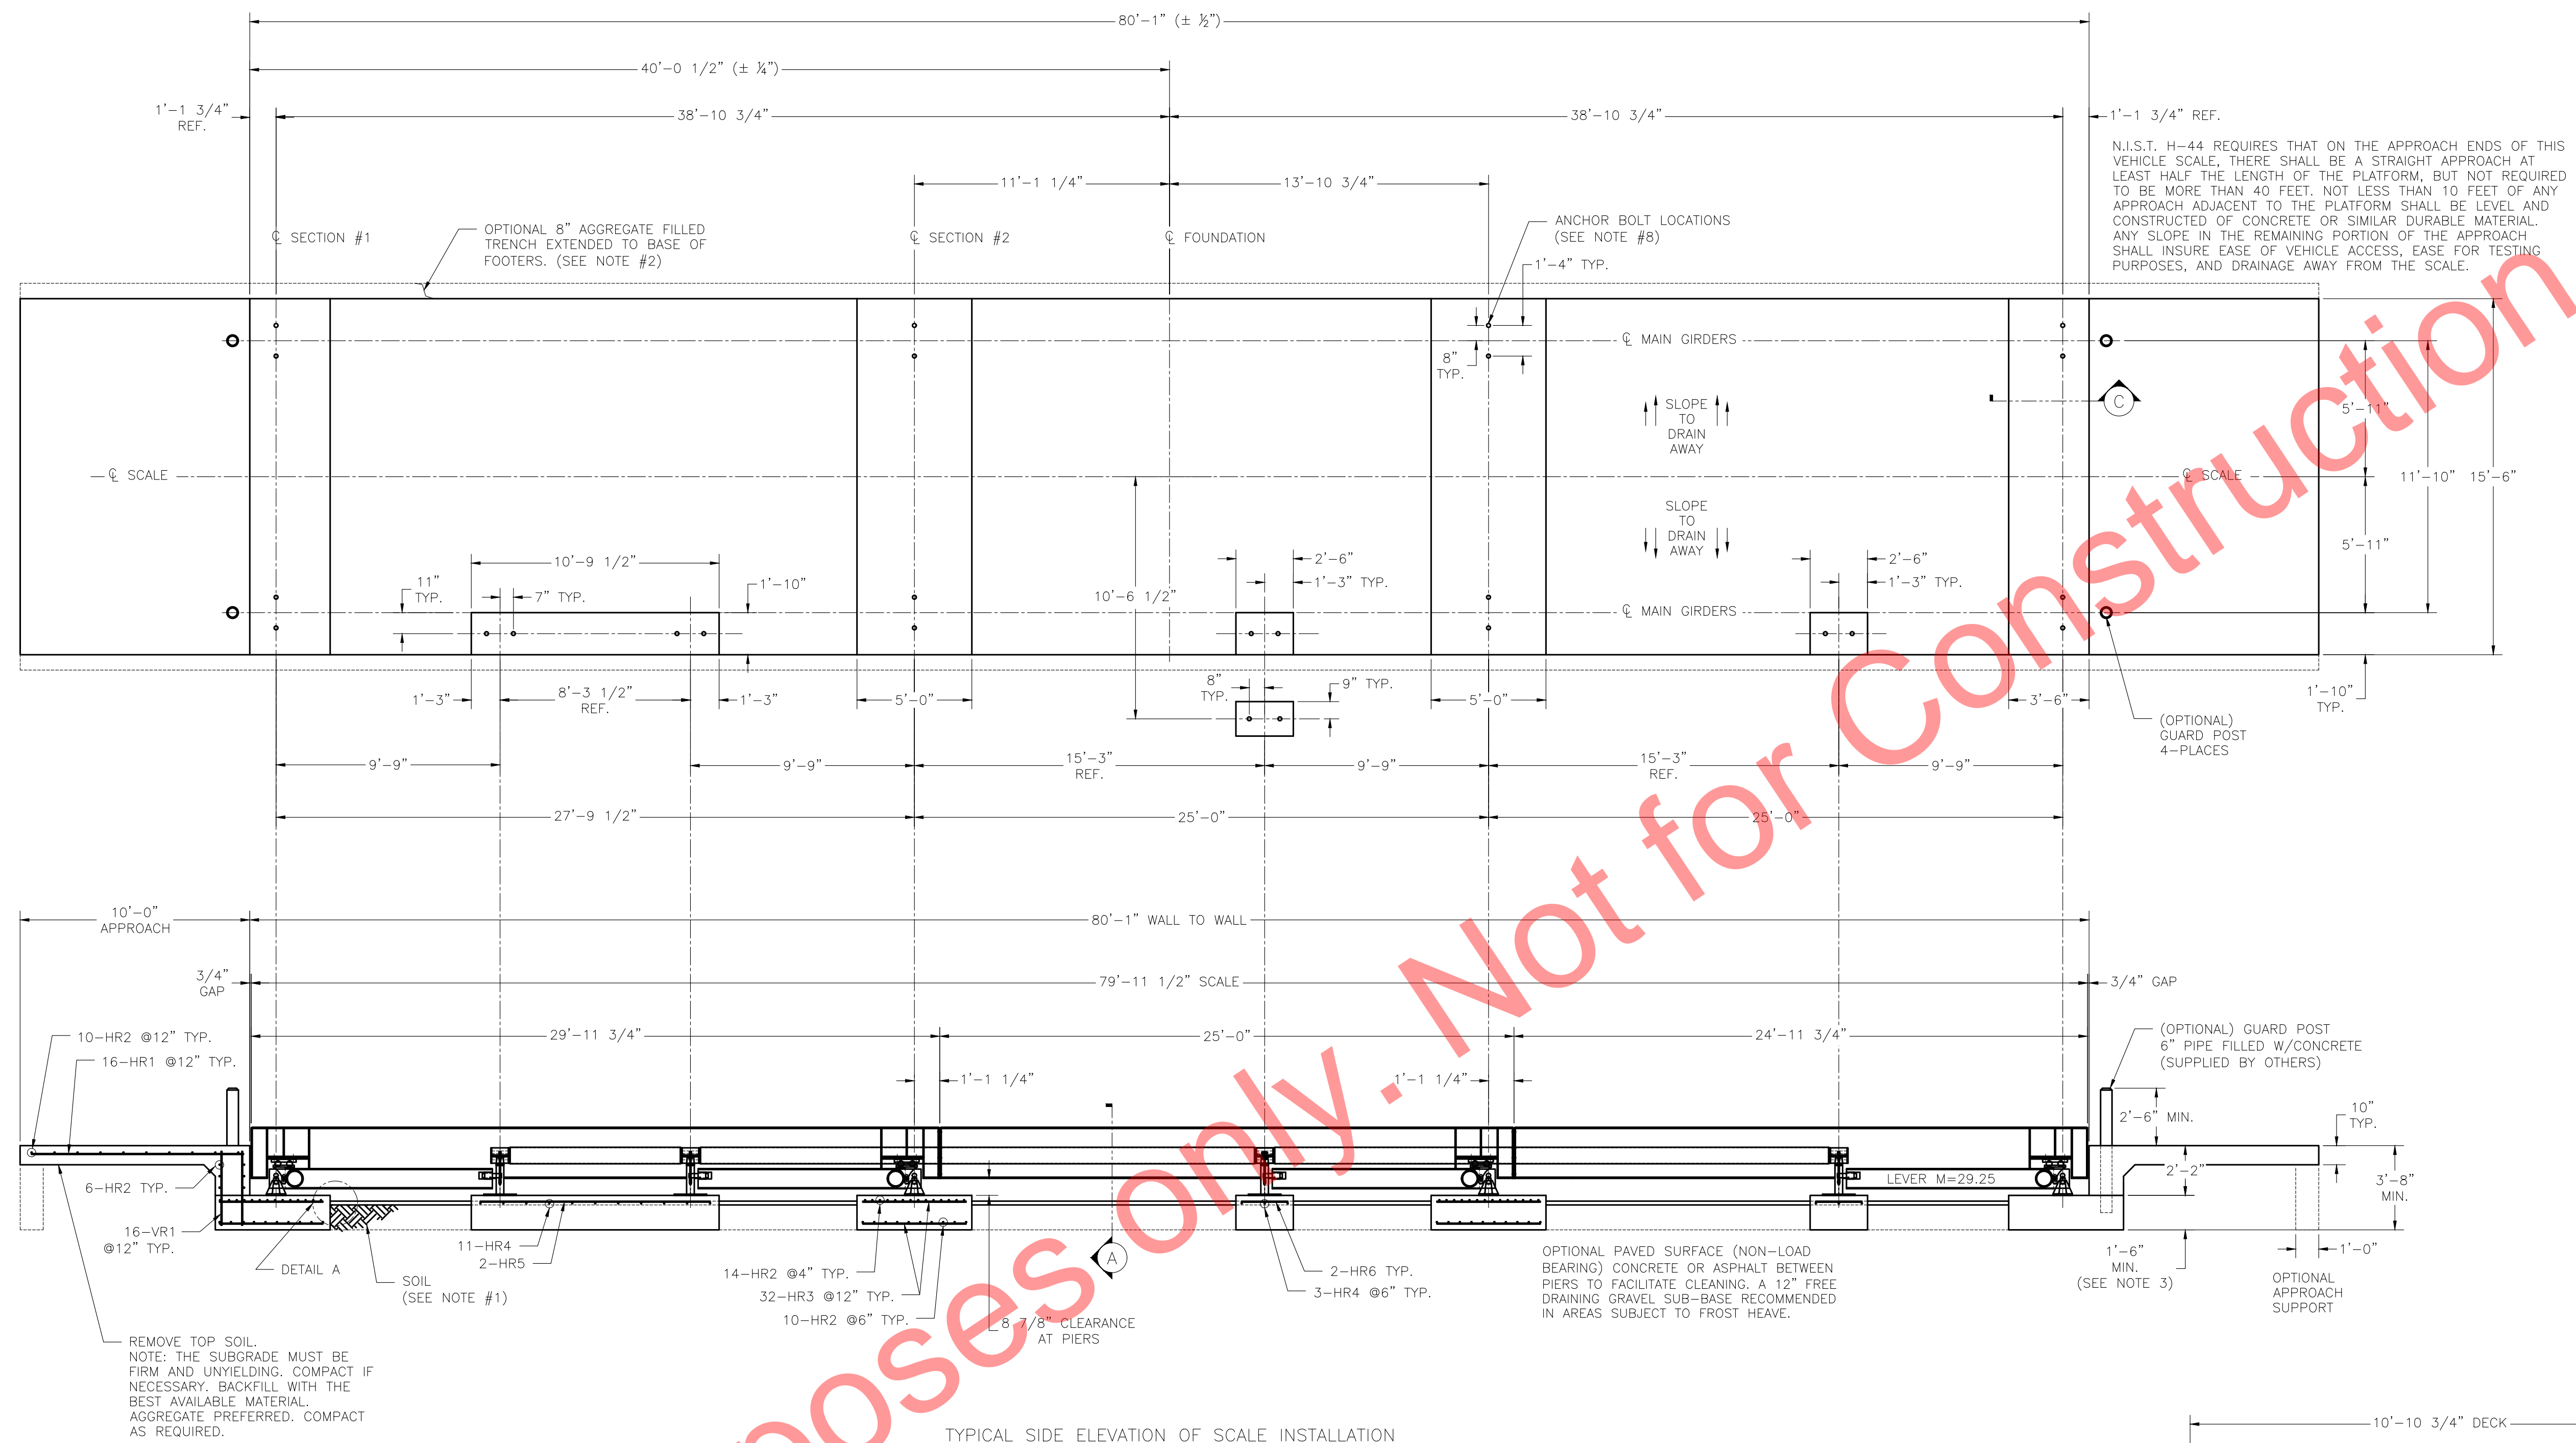 80'-1" (± ½")
40'-0 1/2" (± ¼")
1'-1 3/4"
REF.
38'-10 3/4"
38'-10 3/4"
1'-1 3/4" REF.
N.I.S.T. H-44 REQUIRES THAT ON THE APPROACH ENDS OF THIS
VEHICLE SCALE, THERE SHALL BE A STRAIGHT APPROACH AT
LEAST HALF THE LENGTH OF THE PLATFORM, BUT NOT REQUIRED
TO BE MORE THAN 40 FEET. NOT LESS THAN 10 FEET OF ANY
APPROACH ADJACENT TO THE PLATFORM SHALL BE LEVEL AND
CONSTRUCTED OF CONCRETE OR SIMILAR DURABLE MATERIAL.
ANY SLOPE IN THE REMAINING PORTION OF THE APPROACH
SHALL INSURE EASE OF VEHICLE ACCESS, EASE FOR TESTING
PURPOSES, AND DRAINAGE AWAY FROM THE SCALE.
11'-1 1/4"
13'-10 3/4"
℄ SECTION #1
OPTIONAL 8" AGGREGATE FILLED
TRENCH EXTENDED TO BASE OF
FOOTERS. (SEE NOTE #2)
℄ SECTION #2
℄ FOUNDATION
ANCHOR BOLT LOCATIONS
(SEE NOTE #8)
1'-4" TYP.
℄ MAIN GIRDERS
8"
TYP.
SLOPE
TO
DRAIN
AWAY
C
5'-11"
℄ SCALE
℄ SCALE
11'-10"
15'-6"
SLOPE
TO
DRAIN
AWAY
5'-11"
10'-9 1/2"
11"
TYP.
7" TYP.
1'-10"
10'-6 1/2"
2'-6"
1'-3" TYP.
2'-6"
1'-3" TYP.
℄ MAIN GIRDERS
1'-3"
8'-3 1/2"
REF.
1'-3"
5'-0"
8"
TYP.
9" TYP.
5'-0"
3'-6"
1'-10"
TYP.
(OPTIONAL)
GUARD POST
4-PLACES
9'-9"
9'-9"
15'-3"
REF.
9'-9"
15'-3"
REF.
9'-9"
27'-9 1/2"
25'-0"
25'-0"
10'-0"
APPROACH
80'-1" WALL TO WALL
3/4"
GAP
79'-11 1/2" SCALE
3/4" GAP
29'-11 3/4"
25'-0"
24'-11 3/4"
10-HR2 @12" TYP.
16-HR1 @12" TYP.
1'-1 1/4"
1'-1 1/4"
(OPTIONAL) GUARD POST
6" PIPE FILLED W/CONCRETE
(SUPPLIED BY OTHERS)
2'-6" MIN.
10"
TYP.
6-HR2 TYP.
LEVER M=29.25
2'-2"
3'-8"
MIN.
16-VR1
@12" TYP.
DETAIL A
SOIL
(SEE NOTE #1)
11-HR4
2-HR5
14-HR2 @4" TYP.
32-HR3 @12" TYP.
10-HR2 @6" TYP.
8 7/8" CLEARANCE
AT PIERS
A
2-HR6 TYP.
3-HR4 @6" TYP.
OPTIONAL PAVED SURFACE (NON-LOAD
BEARING) CONCRETE OR ASPHALT BETWEEN
PIERS TO FACILITATE CLEANING. A 12" FREE
DRAINING GRAVEL SUB-BASE RECOMMENDED
IN AREAS SUBJECT TO FROST HEAVE.
1'-6"
MIN.
(SEE NOTE 3)
1'-0"
OPTIONAL
APPROACH
SUPPORT
REMOVE TOP SOIL.
NOTE: THE SUBGRADE MUST BE
FIRM AND UNYIELDING. COMPACT IF
NECESSARY. BACKFILL WITH THE
BEST AVAILABLE MATERIAL.
AGGREGATE PREFERRED. COMPACT
AS REQUIRED.
TYPICAL SIDE ELEVATION OF SCALE INSTALLATION
10'-10 3/4" DECK
poses only. Not for Construction